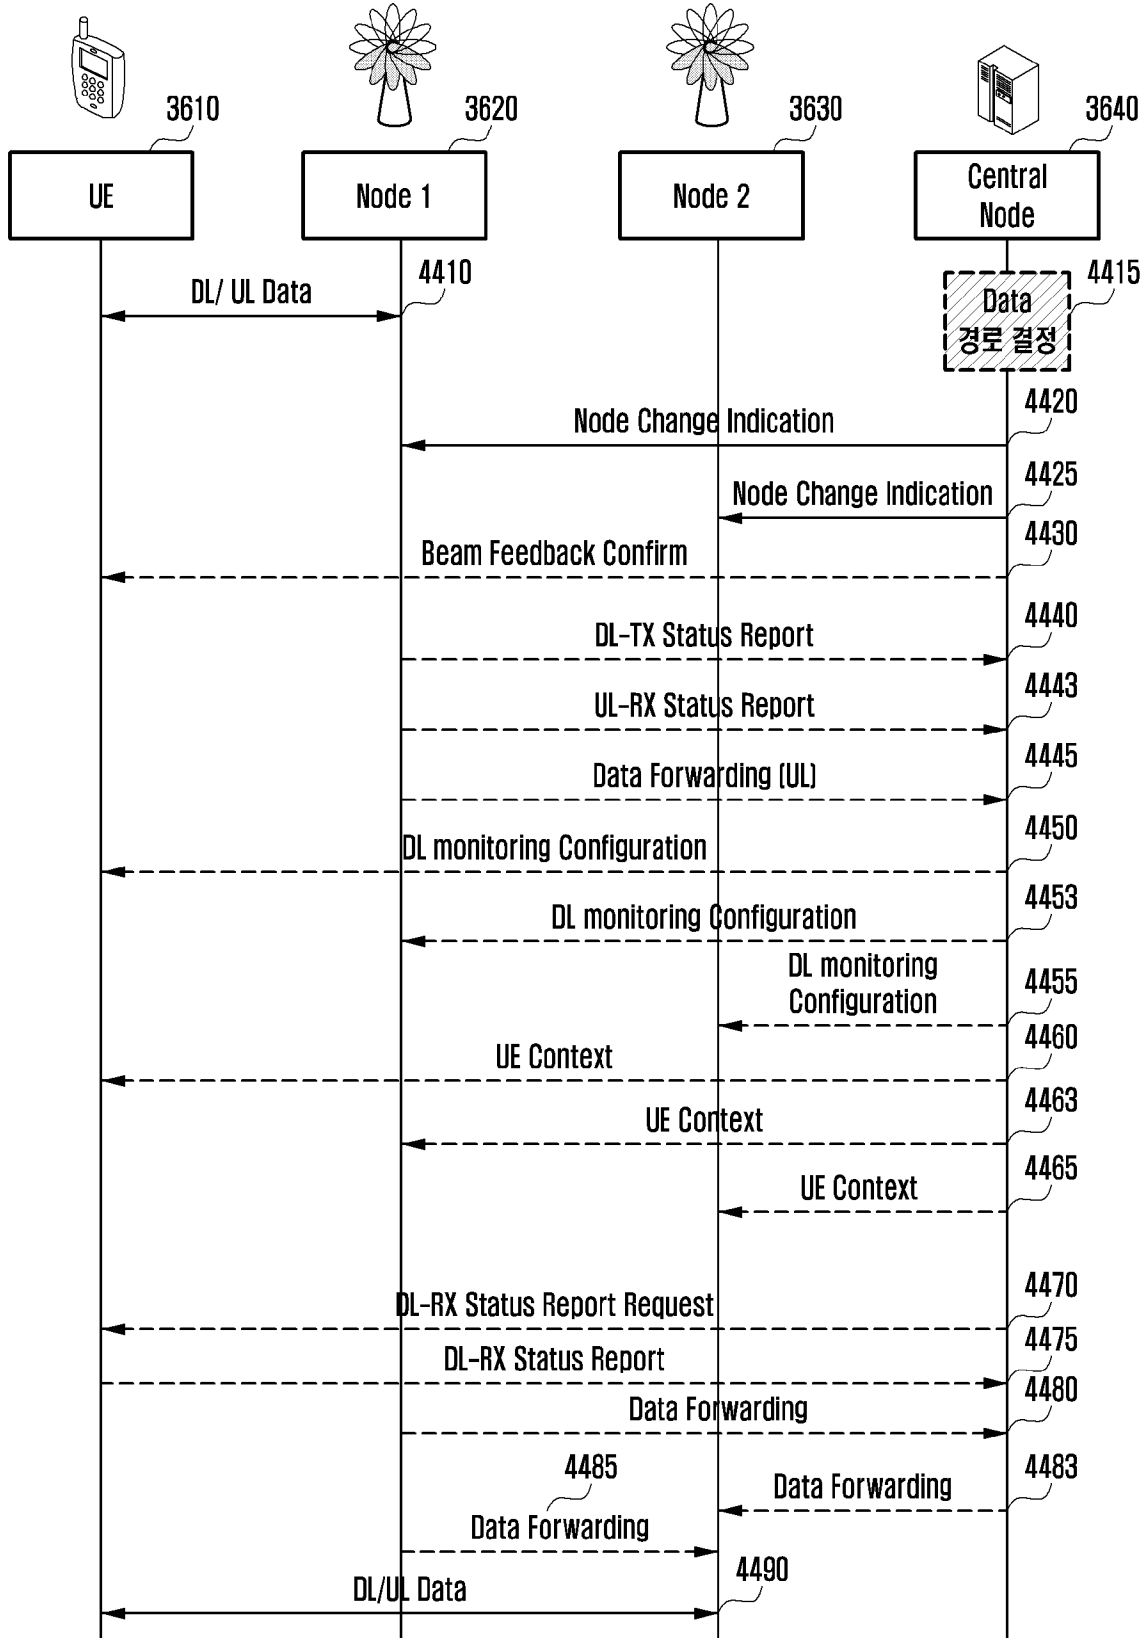 3610
3620
3630
3640
UE
Node 1
Node 2
Central
Node
DL/ UL Data
4410
4415
Data
경로 결정
4420
Node Change Indication
4425
Node Change Indication
4430
Beam Feedback Confirm
4440
DL-TX Status Report
4443
UL-RX Status Report
4445
Data Forwarding (UL)
4450
DL monitoring Configuration
4453
DL monitoring Configuration
DL monitoring
Configuration
4455
4460
UE Context
4463
UE Context
4465
UE Context
4470
DL-RX Status Report Request
4475
DL-RX Status Report
4480
Data Forwarding
4483
Data Forwarding
4485
Data Forwarding
4490
DL/UL Data